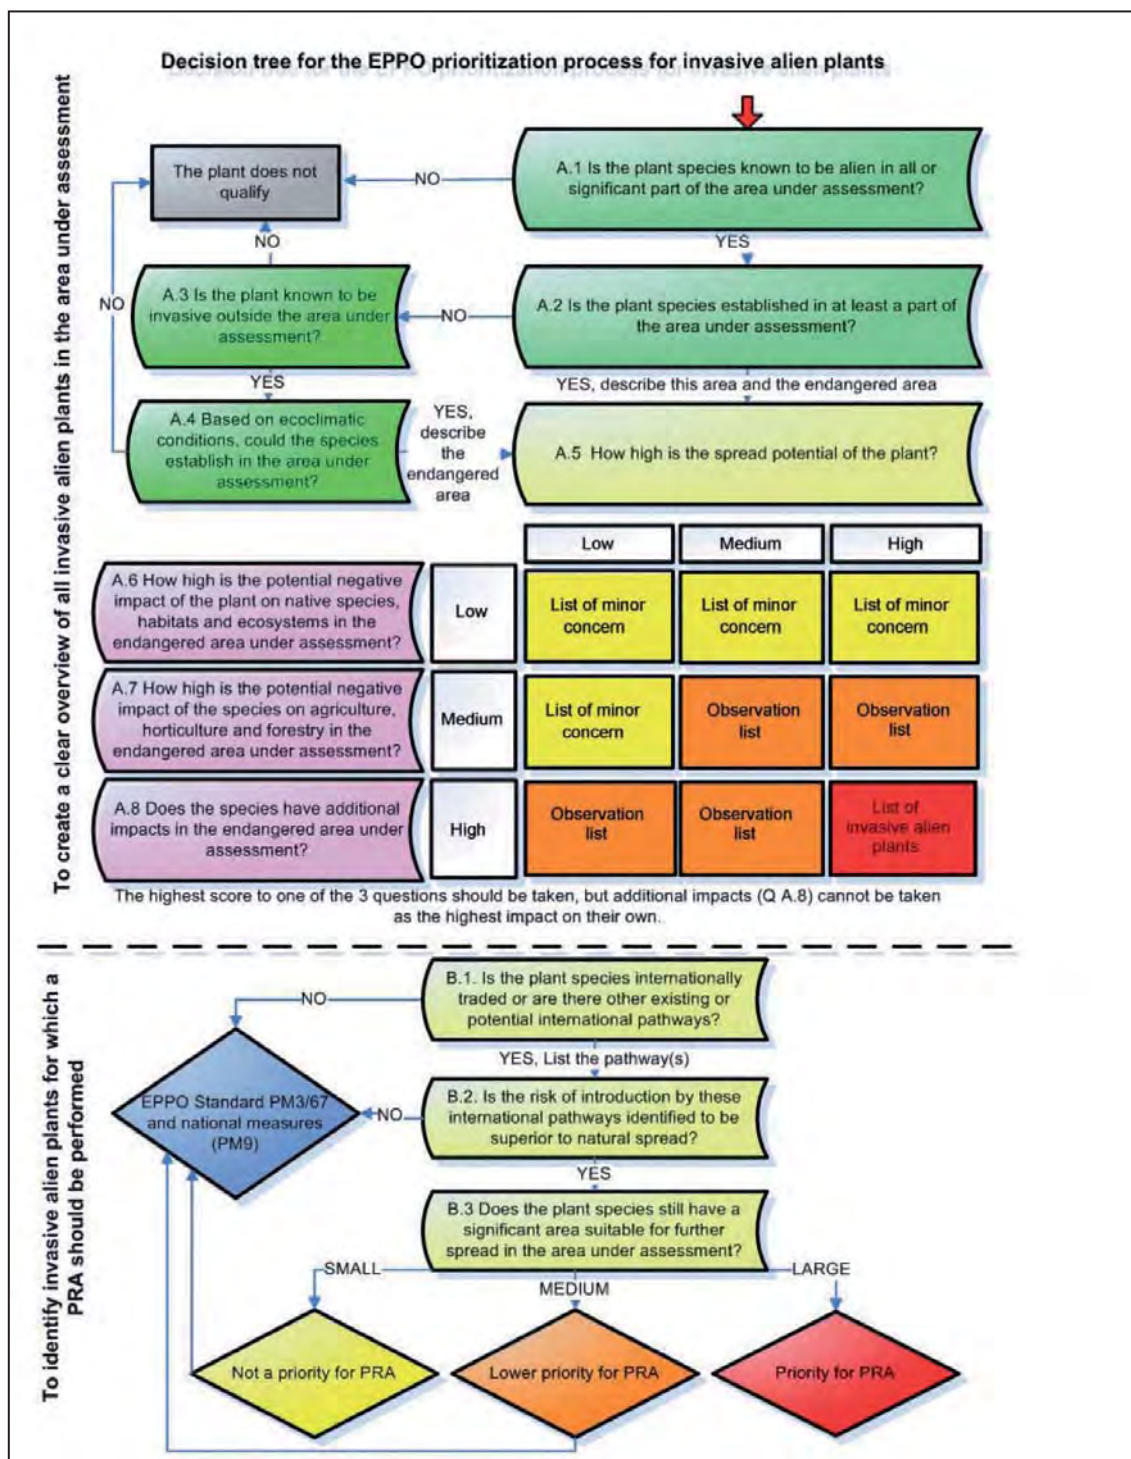 Decision tree for the EPPO prioritization process for invasive alien plants
To create a clear overview of all invasive alien plants in the area under assessment
A.1 Is the plant species known to be alien in all or
significant part of the area under assessment?
NO
The plant does not
qualify
YES
NO
A.2 Is the plant species established in at least a part of
the area under assessment?
NO
A.3 Is the plant known to be
invasive outside the area under
assessment?
NO
YES
YES, describe this area and the endangered area
A.4 Based on ecoclimatic
conditions, could the species
establish in the area under
assessment?
YES,
describe
the
endangered
area
A.5 How high is the spread potential of the plant?
Low
Medium
High
A.6 How high is the potential negative
impact of the plant on native species,
habitats and ecosystems in the
endangered area under assessment?
Low
List of minor
concern
List of minor
concern
List of minor
concern
A.7 How high is the potential negative
impact of the species on agriculture,
horticulture and forestry in the
endangered area under assessment?
Medium
List of minor
concern
Observation
list
Observation
list
A.8 Does the species have additional
impacts in the endangered area under
assessment?
High
Observation
list
Observation
list
List of
invasive alien
plants
The highest score to one of the 3 questions should be taken, but additional impacts (Q A.8) cannot be taken
as the highest impact on their own.
To identify invasive alien plants for which a
PRA should be performed
B.1. Is the plant species internationally
traded or are there other existing or
potential international pathways?
NO
YES, List the pathway(s)
EPPO Standard PM3/67
and national measures
(PM9)
B.2. Is the risk of introduction by these
international pathways identified to be
superior to natural spread?
NO
YES
B.3 Does the plant species still have a
significant area suitable for further
spread in the area under assessment?
SMALL
MEDIUM
LARGE
Not a priority for PRA
Lower priority for PRA
Priority for PRA